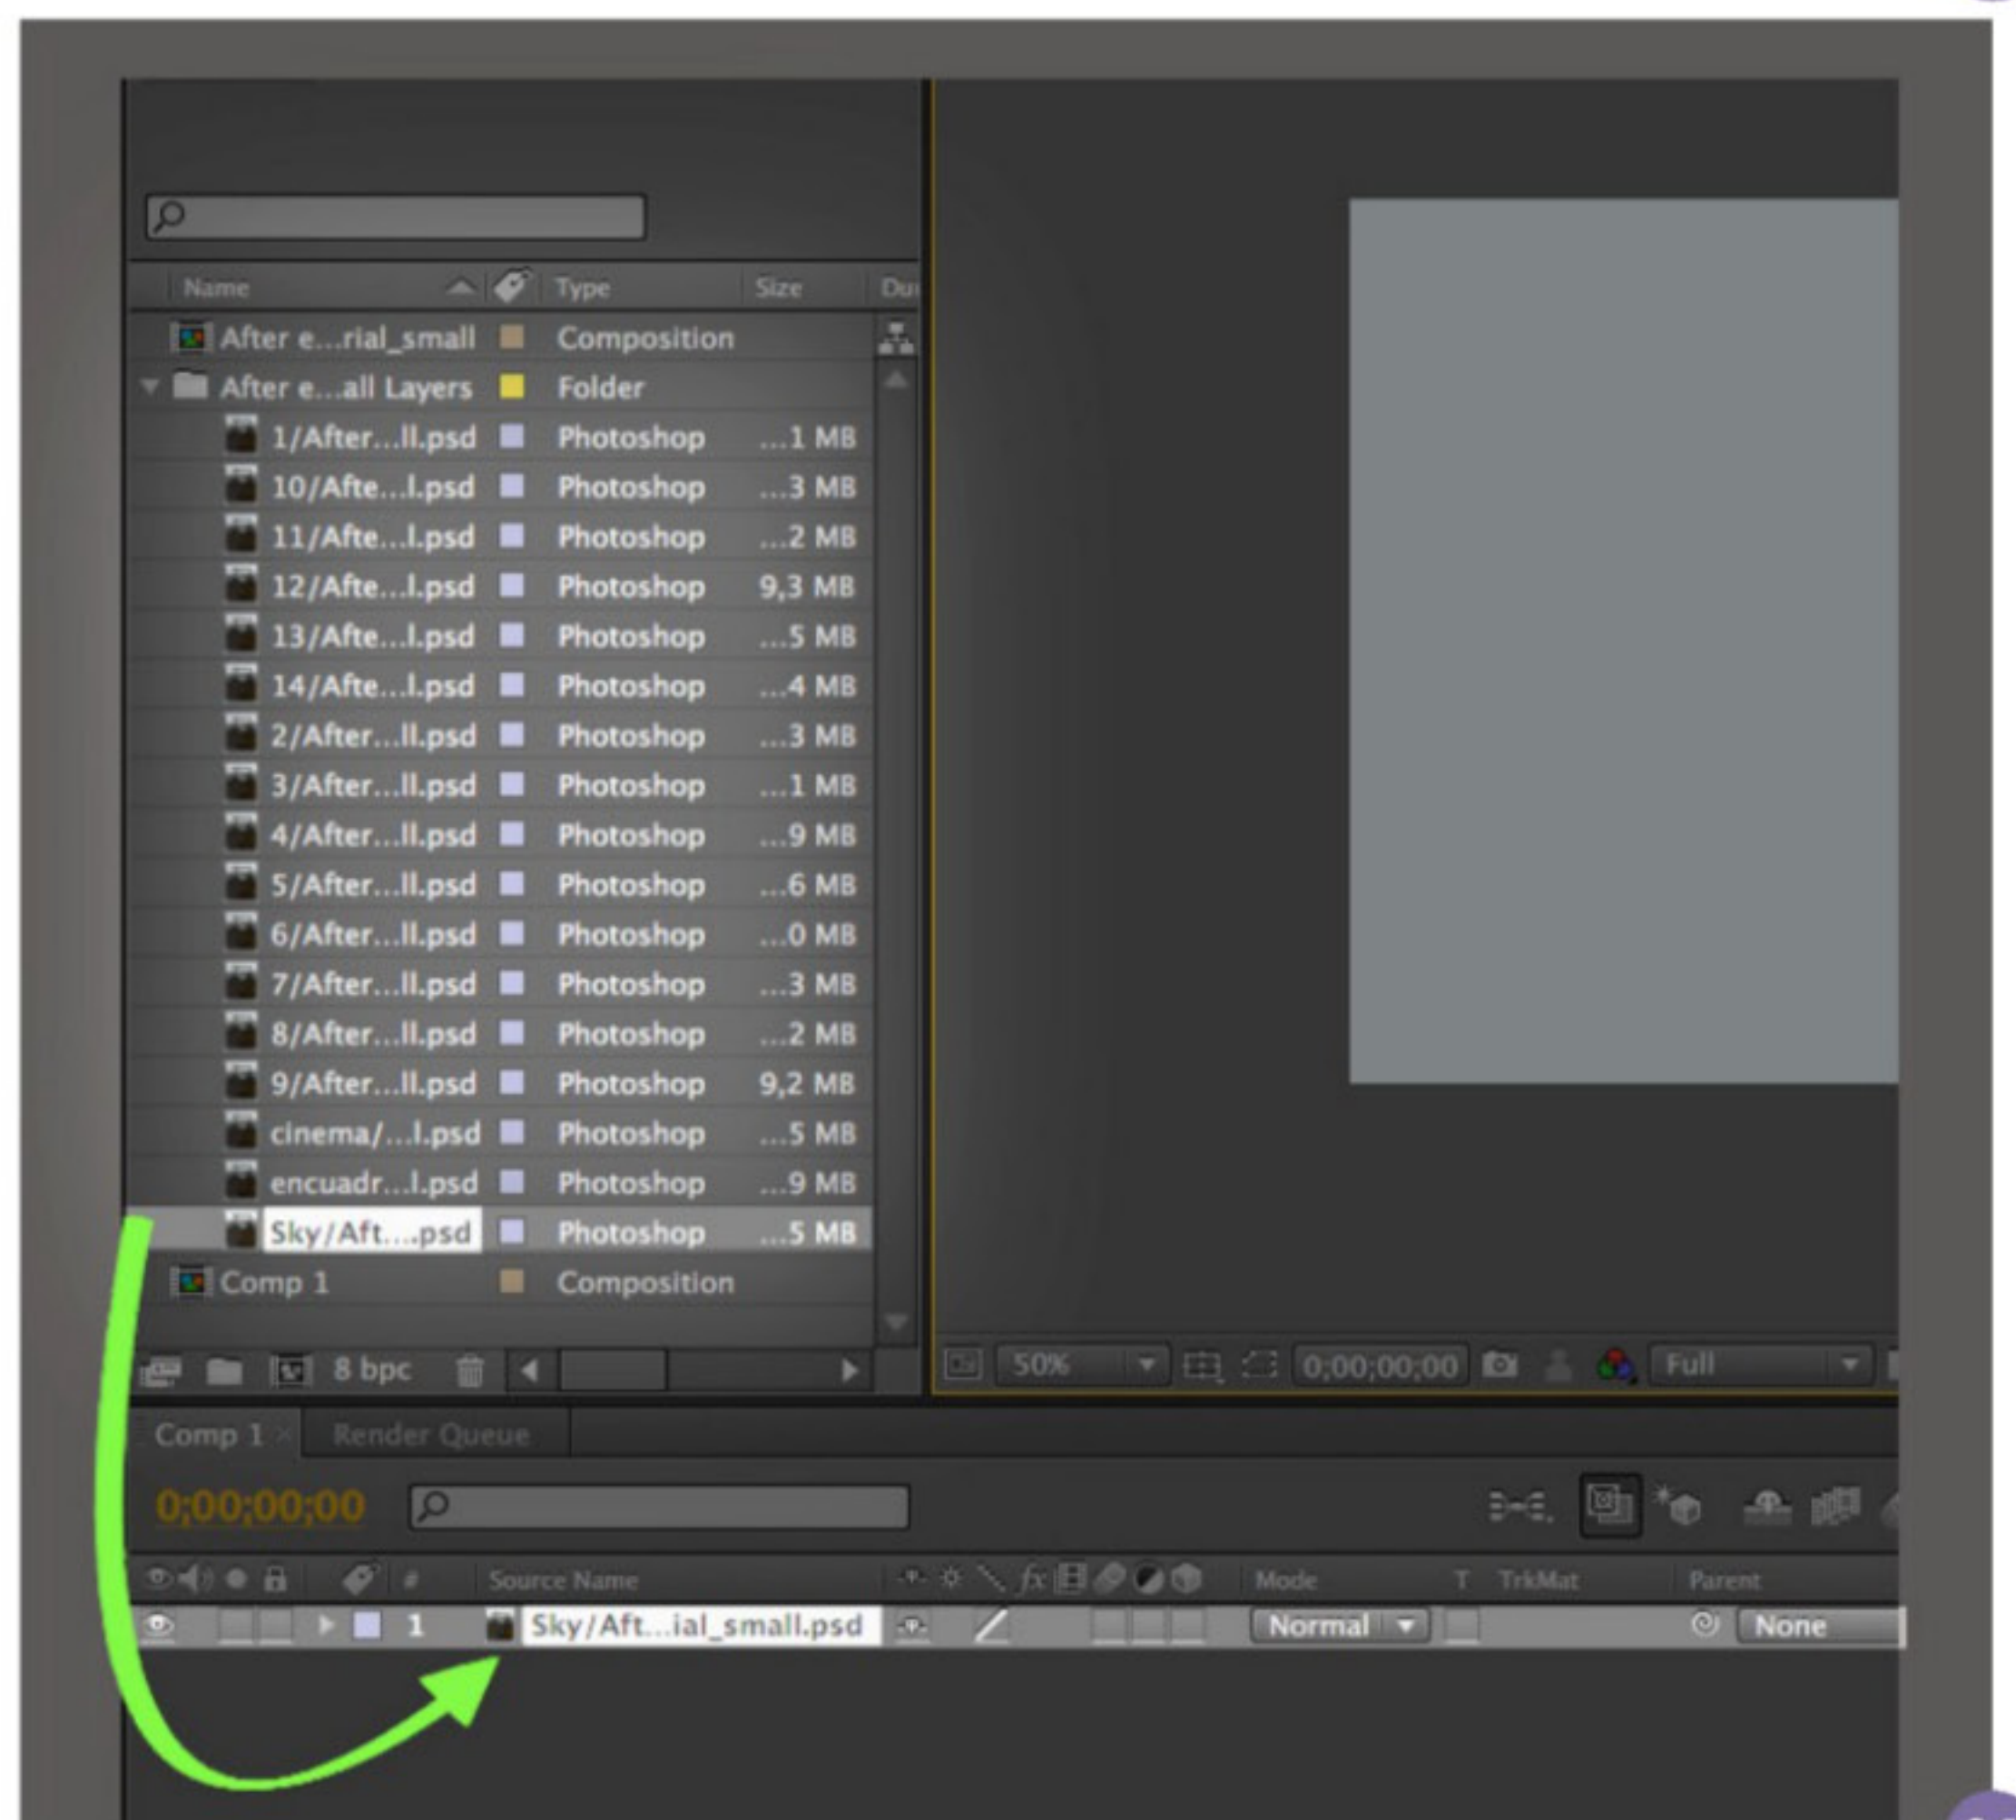 Name Type Size Du
After e...rial_small Composition
After e...all Layers Folder
1/After...ll.psd Photoshop ...1 MB
10/Afte...l.psd Photoshop ...3 MB
11/Afte...l.psd Photoshop ...2 MB
12/Afte...l.psd Photoshop 9,3 MB
13/Afte...l.psd Photoshop ...5 MB
14/Afte...l.psd Photoshop ...4 MB
2/After...ll.psd Photoshop ...3 MB
3/After...ll.psd Photoshop ...1 MB
4/After...ll.psd Photoshop ...9 MB
5/After...ll.psd Photoshop ...6 MB
6/After...ll.psd Photoshop ...0 MB
7/After...ll.psd Photoshop ...3 MB
8/After...ll.psd Photoshop ...2 MB
9/After...ll.psd Photoshop 9,2 MB
cinema/...l.psd Photoshop ...5 MB
encuadr...l.psd Photoshop ...9 MB
Sky/Aft....psd Photoshop ...5 MB
Comp 1 Composition
8 bpc
50% 0;00;00;00 Full
Comp 1 × Render Queue
0;00;00;00
# Source Name fx Mode T TrkMat Parent
1 Sky/Aft...ial_small.psd Normal None